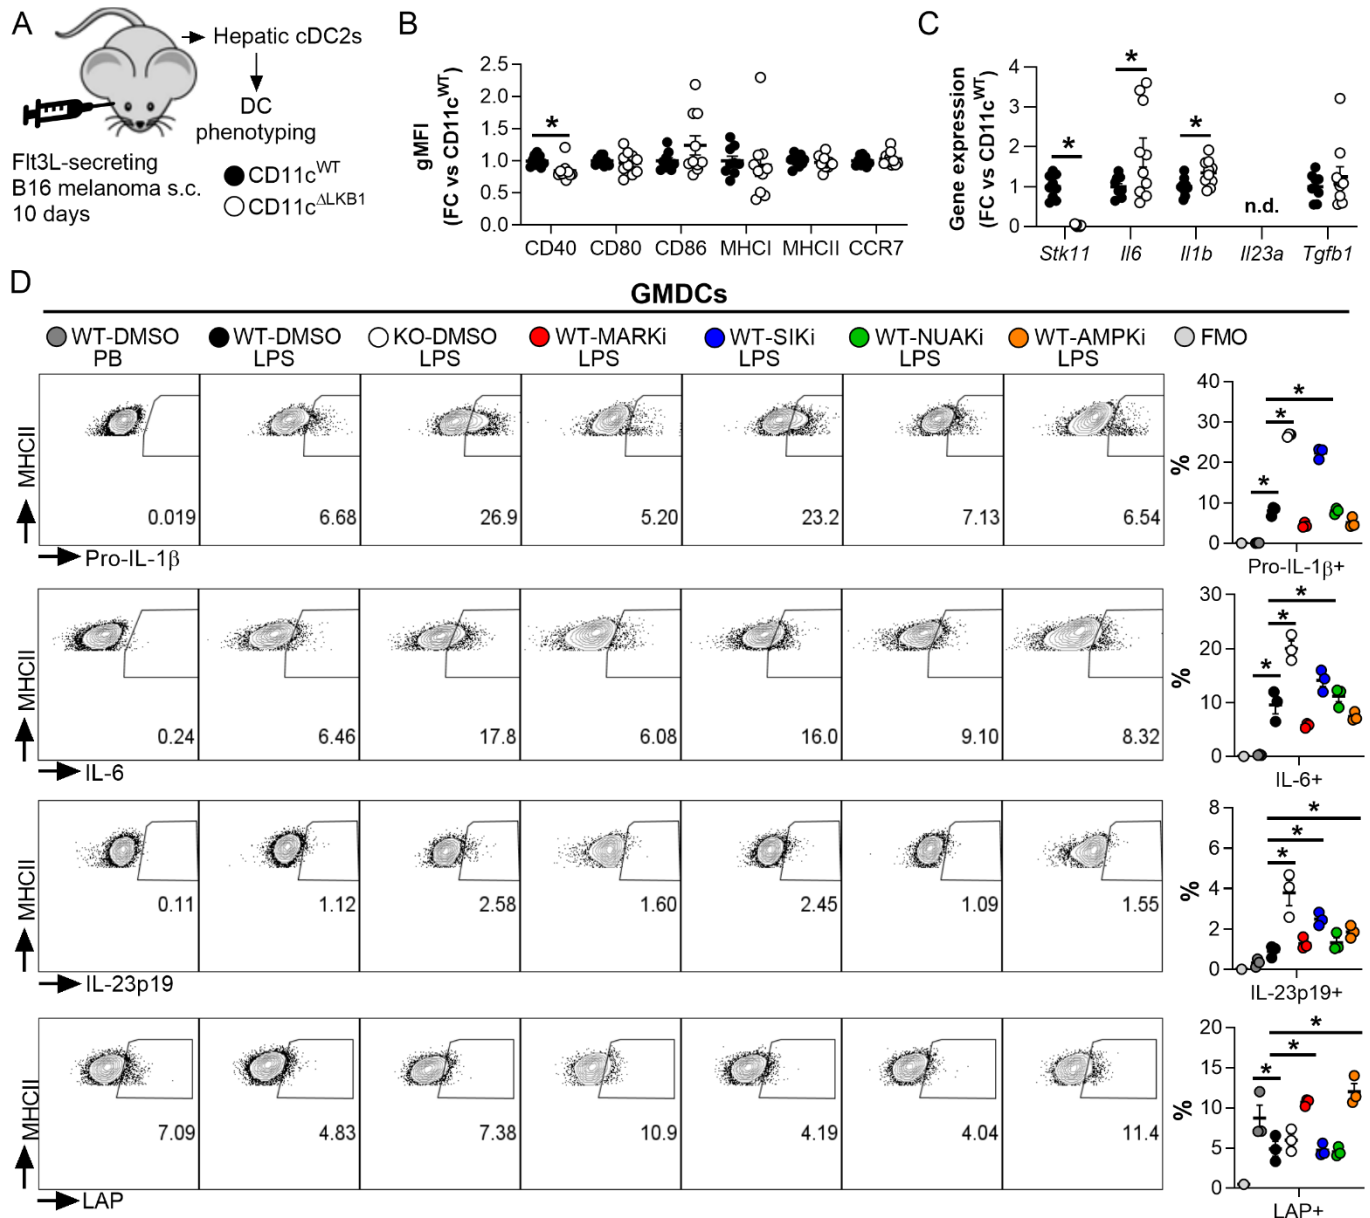 A
Hepatic cDC2s
DC
phenotyping
Flt3L-secreting
B16 melanoma s.c.
10 days
CD11cWT
CD11cΔLKB1
B
gMFI
(FC vs CD11cWT)
2.5
2.0
1.5
1.0
0.5
0.0
*
CD40 CD80 CD86 MHCI MHCII CCR7
C
Gene expression
(FC vs CD11cWT)
4
3
2
1
0
* * *
n.d.
Stk11 Il6 Il1b Il23a Tgfb1
D
GMDCs
WT-DMSO WT-DMSO KO-DMSO WT-MARKi WT-SIKi WT-NUAKi WT-AMPKi FMO
PB LPS LPS LPS LPS LPS LPS
MHCII
0.019 6.68 26.9 5.20 23.2 7.13 6.54
Pro-IL-1β
%
40
30
20
10
0
* * *
Pro-IL-1β+
MHCII
0.24 6.46 17.8 6.08 16.0 9.10 8.32
IL-6
%
30
20
10
0
* * *
IL-6+
MHCII
0.11 1.12 2.58 1.60 2.45 1.09 1.55
IL-23p19
%
8
6
4
2
0
* * * *
IL-23p19+
MHCII
7.09 4.83 7.38 10.9 4.19 4.04 11.4
LAP
%
20
15
10
5
0
* * *
LAP+